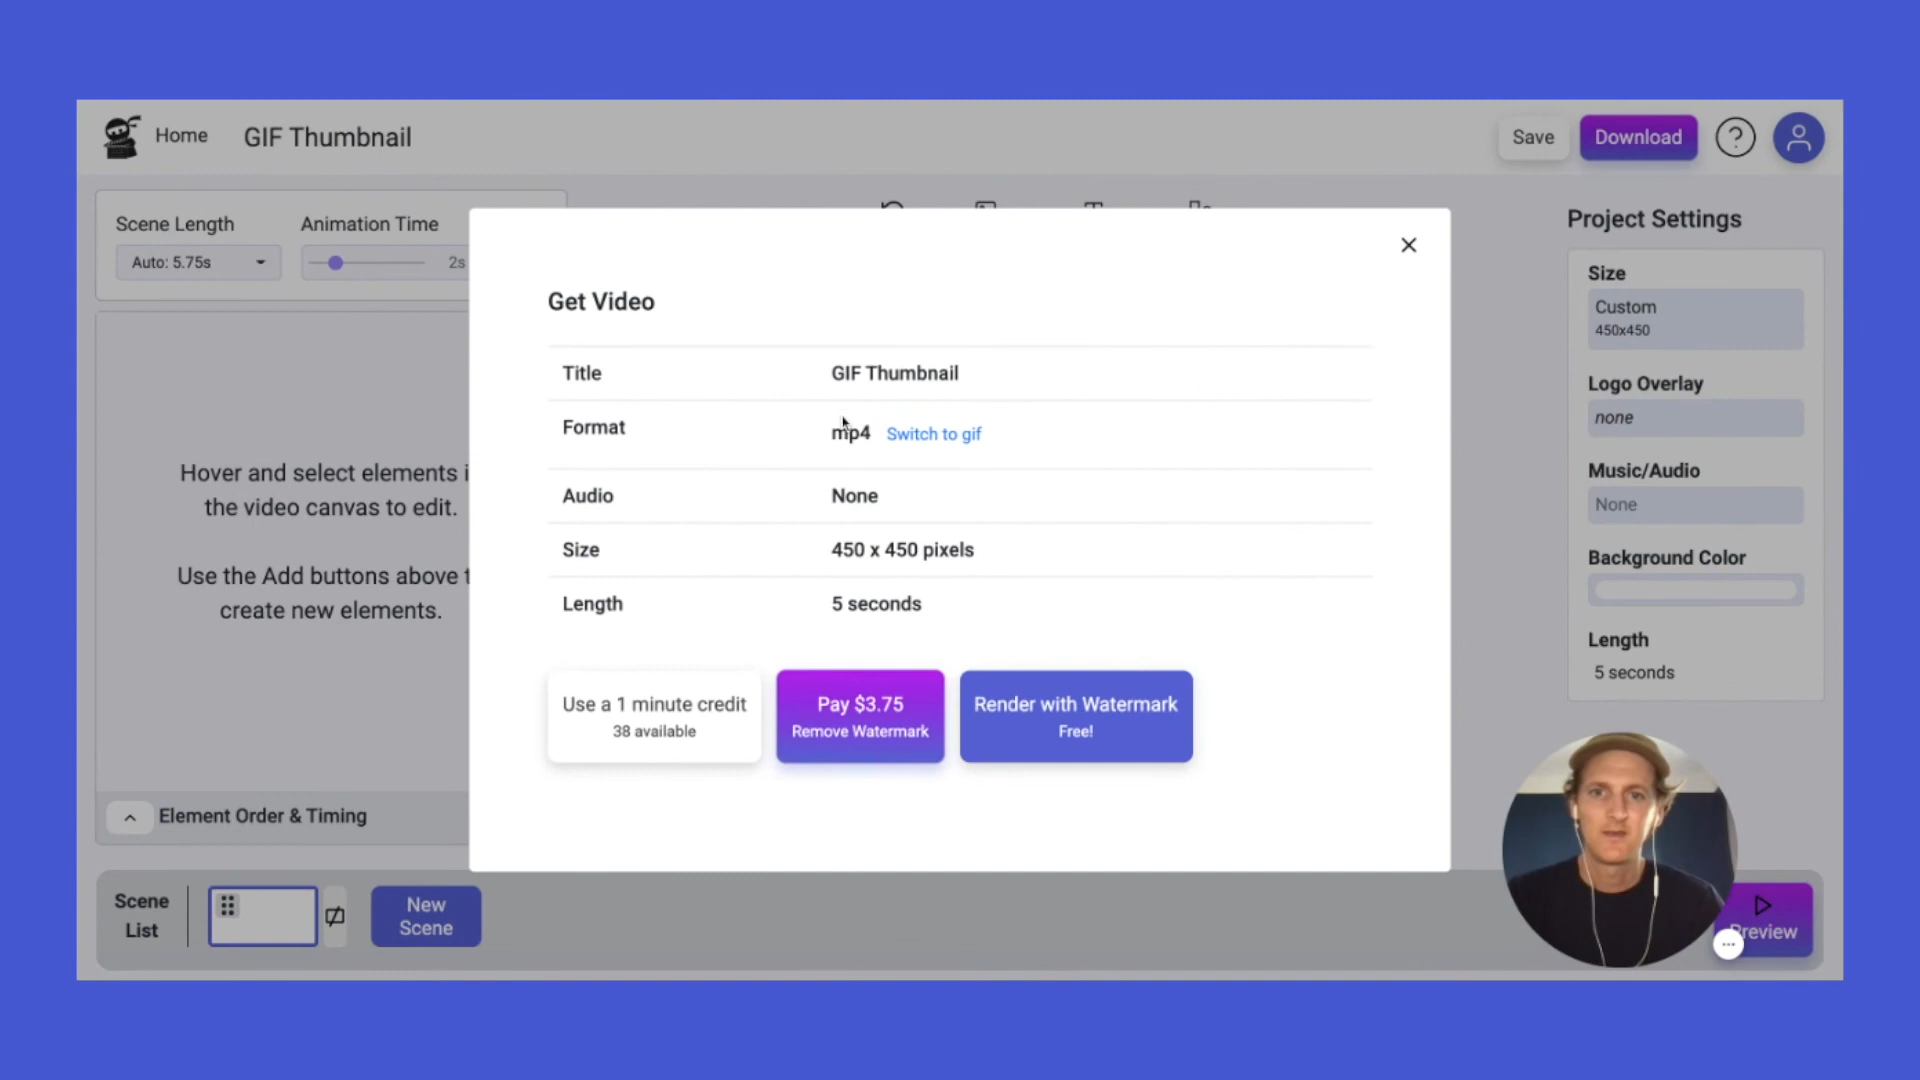 Home
GIF Thumbnail
Save
Download
?
Scene Length
Animation Time
Auto: 5.75s
2s
Hover and select elements
the video canvas to edit.
Use the Add buttons above
create new elements.
Element Order & Timing
Get Video
Title
GIF Thumbnail
Format
mp4 Switch to gif
Audio
None
Size
450 x 450 pixels
Length
5 seconds
Use a 1 minute credit
38 available
Pay $3.75
Remove Watermark
Render with Watermark
Free!
Project Settings
Size
Custom
450x450
Logo Overlay
none
Music/Audio
None
Background Color
Length
5 seconds
Scene
List
New
Scene
Preview